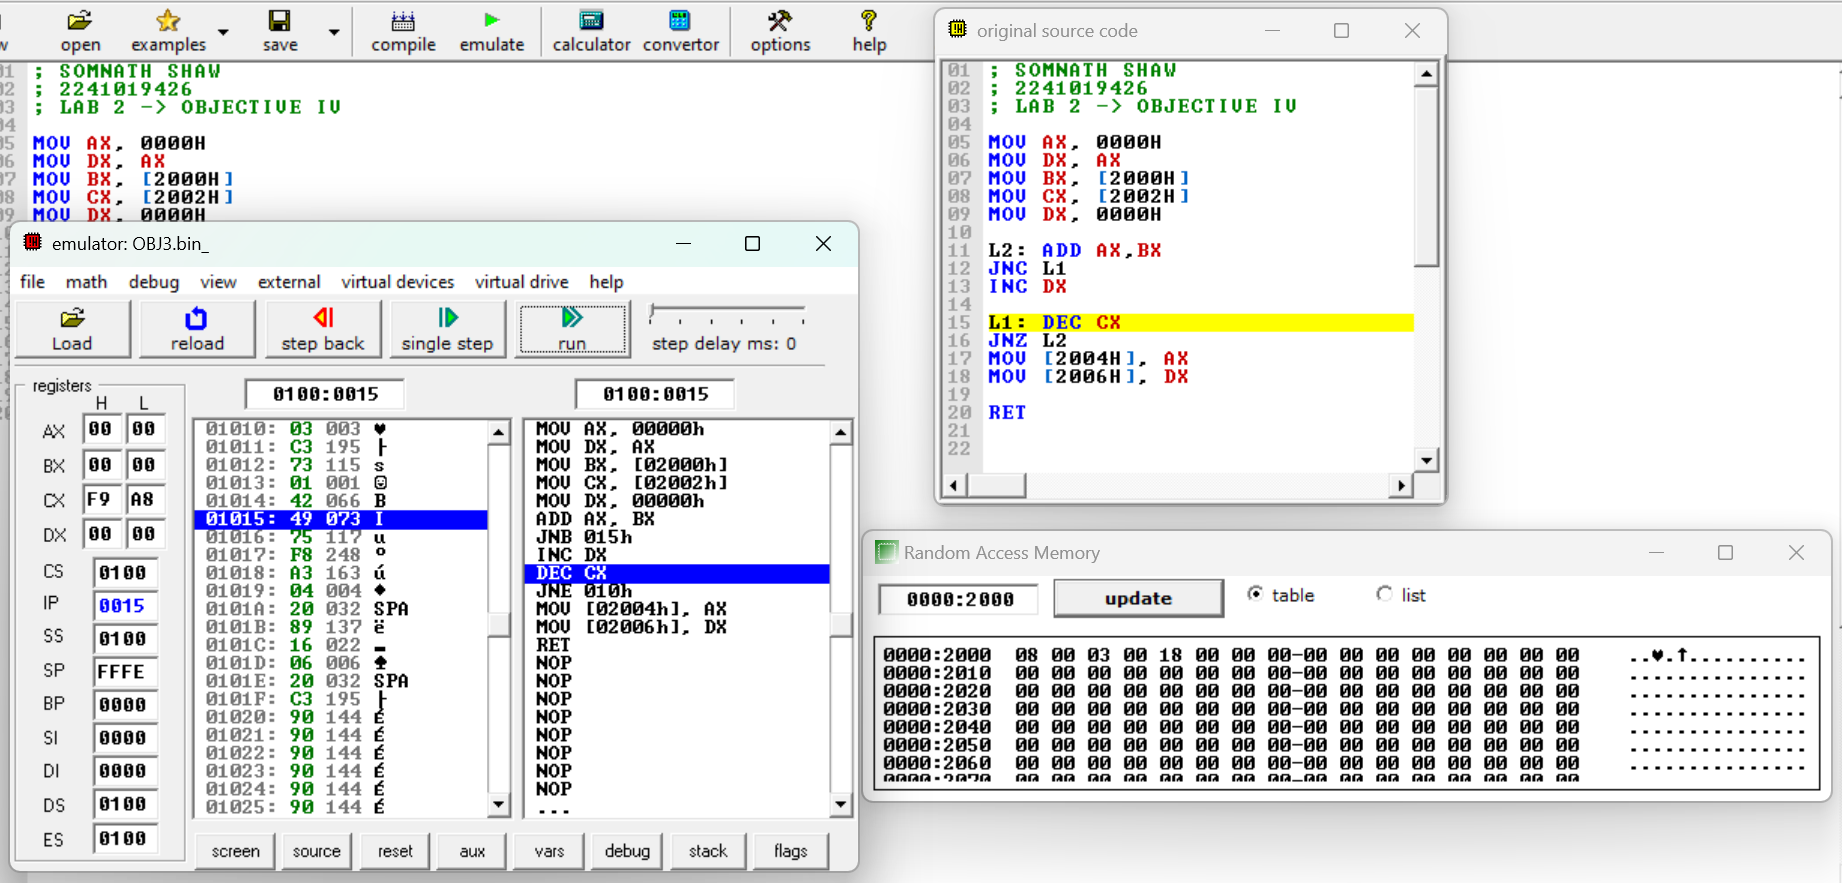 w open examples save compile emulate calculator convertor options help
01 ; SOMNATH SHAW
02 ; 2241019426
03 ; LAB 2 -> OBJECTIVE IV
04
05 MOV AX, 0000H
06 MOV DX, AX
07 MOV BX, [2000H]
08 MOV CX, [2002H]
09 MOV DX, 0000H
original source code
01 ; SOMNATH SHAW
02 ; 2241019426
03 ; LAB 2 -> OBJECTIVE IV
04
05 MOV AX, 0000H
06 MOV DX, AX
07 MOV BX, [2000H]
08 MOV CX, [2002H]
09 MOV DX, 0000H
10
11 L2: ADD AX,BX
12 JNC L1
13 INC DX
14
15 L1: DEC CX
16 JNZ L2
17 MOV [2004H], AX
18 MOV [2006H], DX
19
20 RET
21
22
emulator: OBJ3.bin_
file math debug view external virtual devices virtual drive help
Load reload step back single step run step delay ms: 0
registers
H L
AX 00 00
BX 00 00
CX F9 A8
DX 00 00
CS 0100
IP 0015
SS 0100
SP FFFE
BP 0000
SI 0000
DI 0000
DS 0100
ES 0100
0100:0015
01010: 03 003 ♥
01011: C3 195 ├
01012: 73 115 s
01013: 01 001 ☺
01014: 42 066 B
01015: 49 073 I
01016: 75 117 u
01017: F8 248 °
01018: A3 163 ú
01019: 04 004 ♦
0101A: 20 032 SPA
0101B: 89 137 ë
0101C: 16 022 ▬
0101D: 06 006 ♠
0101E: 20 032 SPA
0101F: C3 195 ├
01020: 90 144 É
01021: 90 144 É
01022: 90 144 É
01023: 90 144 É
01024: 90 144 É
01025: 90 144 É
0100:0015
MOV AX, 00000h
MOV DX, AX
MOV BX, [02000h]
MOV CX, [02002h]
MOV DX, 00000h
ADD AX, BX
JNB 015h
INC DX
DEC CX
JNE 010h
MOV [02004h], AX
MOV [02006h], DX
RET
NOP
NOP
NOP
NOP
NOP
NOP
NOP
...
screen source reset aux vars debug stack flags
Random Access Memory
0000:2000 update table list
0000:2000 08 00 03 00 18 00 00 00-00 00 00 00 00 00 00 00 ..♥.↑...........
0000:2010 00 00 00 00 00 00 00 00-00 00 00 00 00 00 00 00 ................
0000:2020 00 00 00 00 00 00 00 00-00 00 00 00 00 00 00 00 ................
0000:2030 00 00 00 00 00 00 00 00-00 00 00 00 00 00 00 00 ................
0000:2040 00 00 00 00 00 00 00 00-00 00 00 00 00 00 00 00 ................
0000:2050 00 00 00 00 00 00 00 00-00 00 00 00 00 00 00 00 ................
0000:2060 00 00 00 00 00 00 00 00-00 00 00 00 00 00 00 00 ................
0000:2070 00 00 00 00 00 00 00 00-00 00 00 00 00 00 00 00